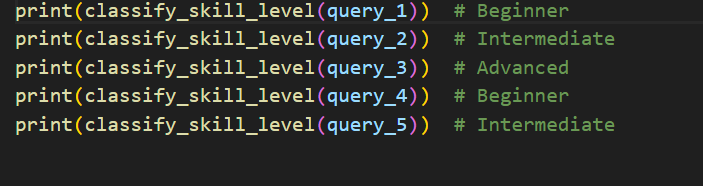 print(classify_skill_level(query_1))  # Beginner
print(classify_skill_level(query_2))  # Intermediate
print(classify_skill_level(query_3))  # Advanced
print(classify_skill_level(query_4))  # Beginner
print(classify_skill_level(query_5))  # Intermediate